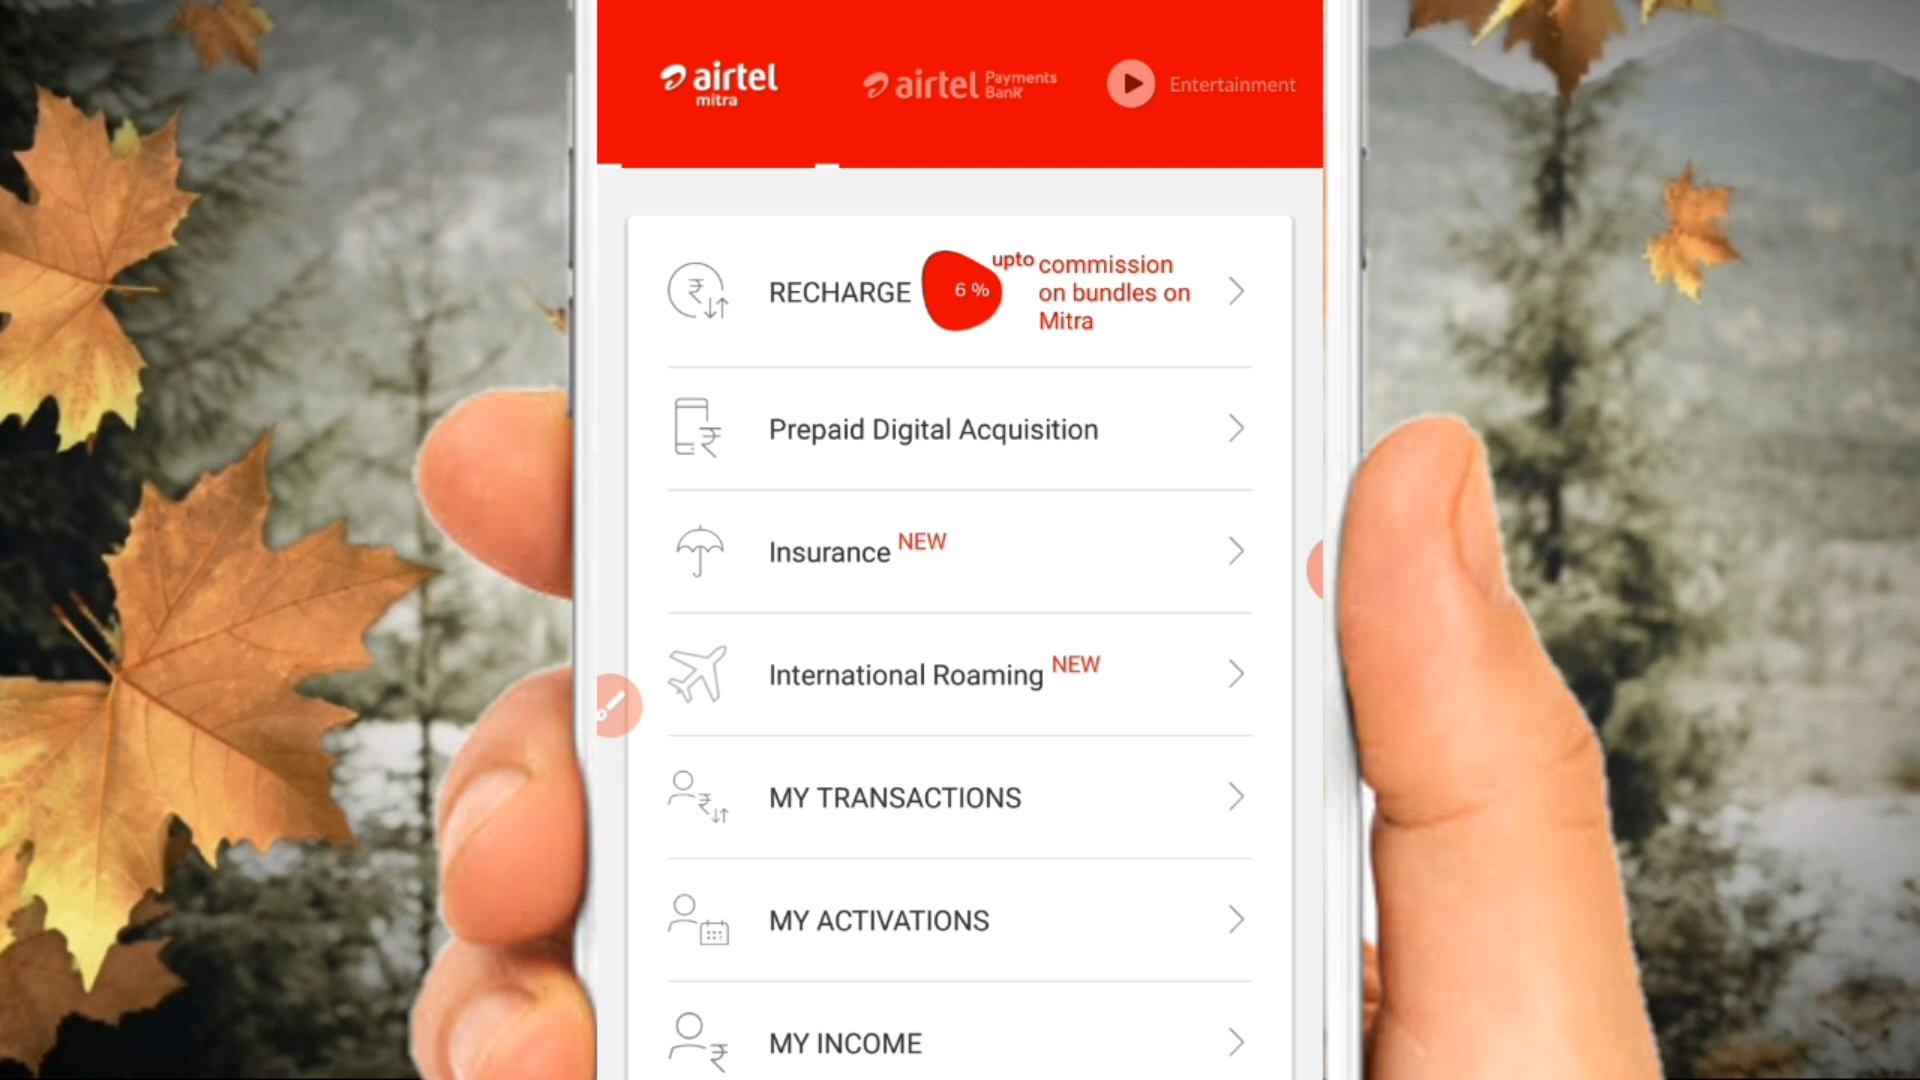 airtel
mitra
airtel Payments Bank
Entertainment
RECHARGE 6 % upto commission
on bundles on
Mitra
Prepaid Digital Acquisition
Insurance NEW
International Roaming NEW
MY TRANSACTIONS
MY ACTIVATIONS
MY INCOME